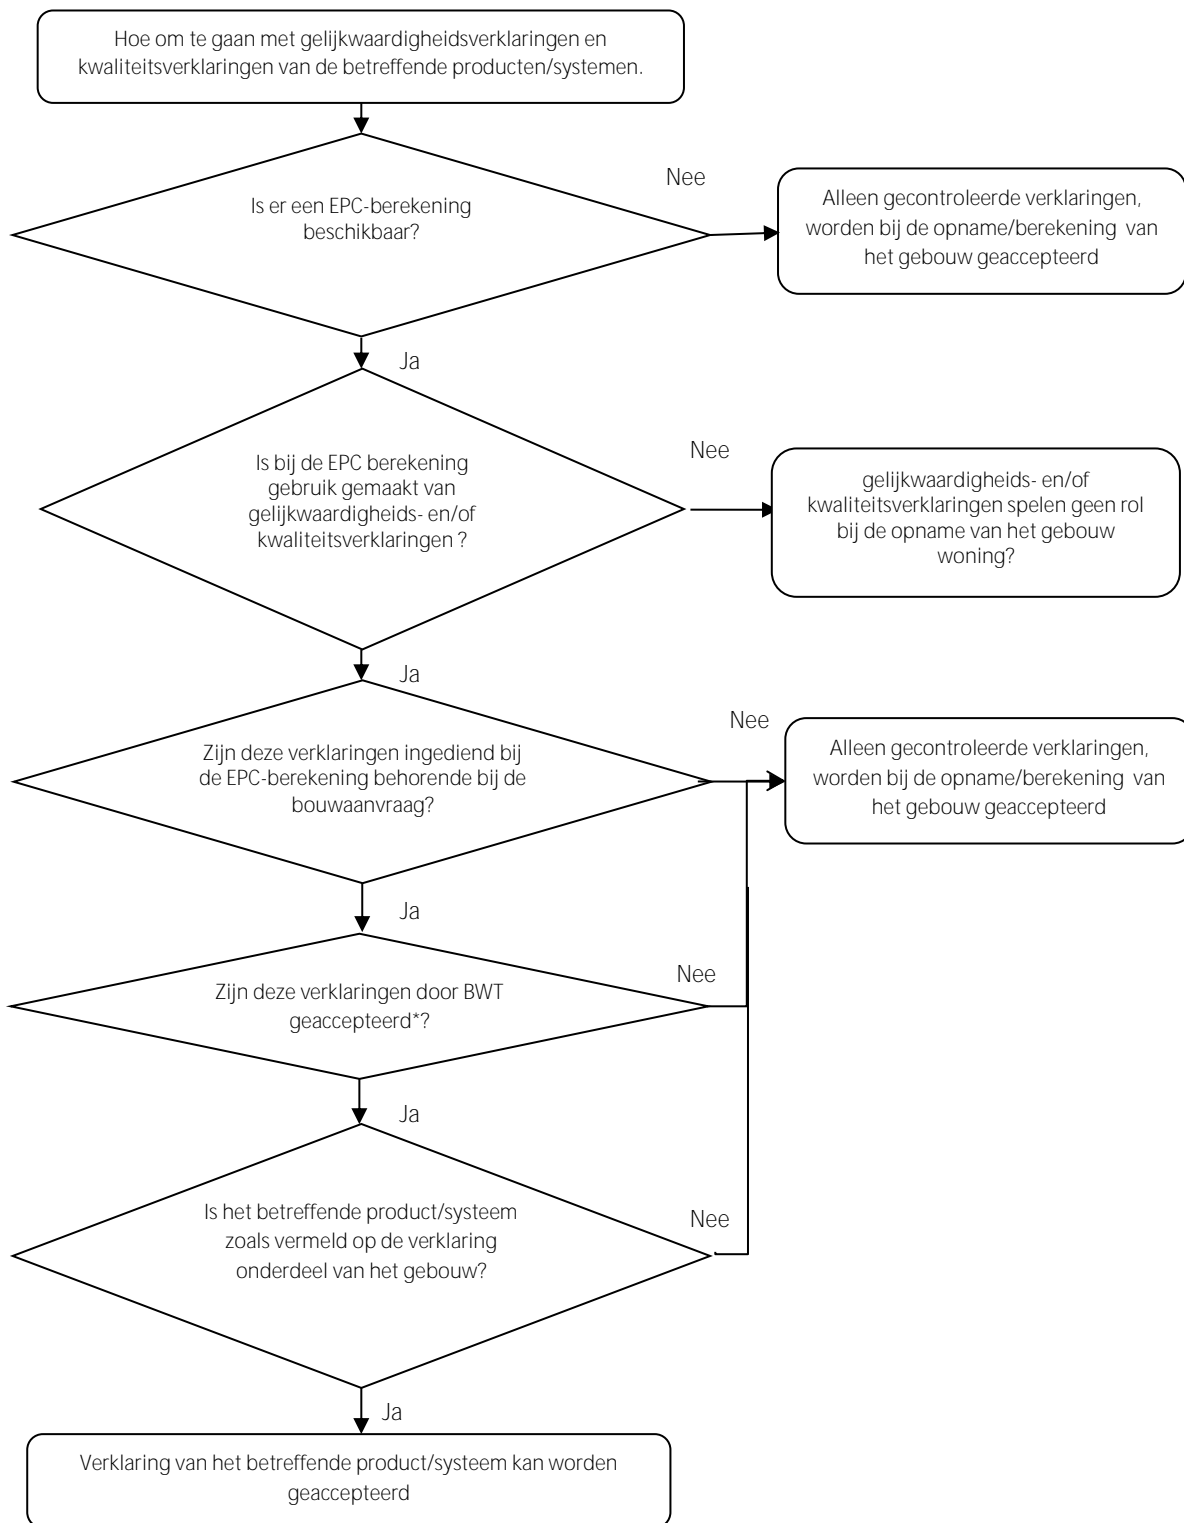 Hoe om te gaan met gelijkwaardigheidsverklaringen en
kwaliteitsverklaringen van de betreffende producten/systemen.
Is er een EPC-berekening
beschikbaar?
Nee
Alleen gecontroleerde verklaringen,
worden bij de opname/berekening van
het gebouw geaccepteerd
Ja
Is bij de EPC berekening
gebruik gemaakt van
gelijkwaardigheids- en/of
kwaliteitsverklaringen ?
Nee
gelijkwaardigheids- en/of
kwaliteitsverklaringen spelen geen rol
bij de opname van het gebouw
woning?
Ja
Zijn deze verklaringen ingediend bij
de EPC-berekening behorende bij de
bouwaanvraag?
Nee
Alleen gecontroleerde verklaringen,
worden bij de opname/berekening van
het gebouw geaccepteerd
Ja
Zijn deze verklaringen door BWT
geaccepteerd*?
Nee
Ja
Is het betreffende product/systeem
zoals vermeld op de verklaring
onderdeel van het gebouw?
Nee
Ja
Verklaring van het betreffende product/systeem kan worden
geaccepteerd